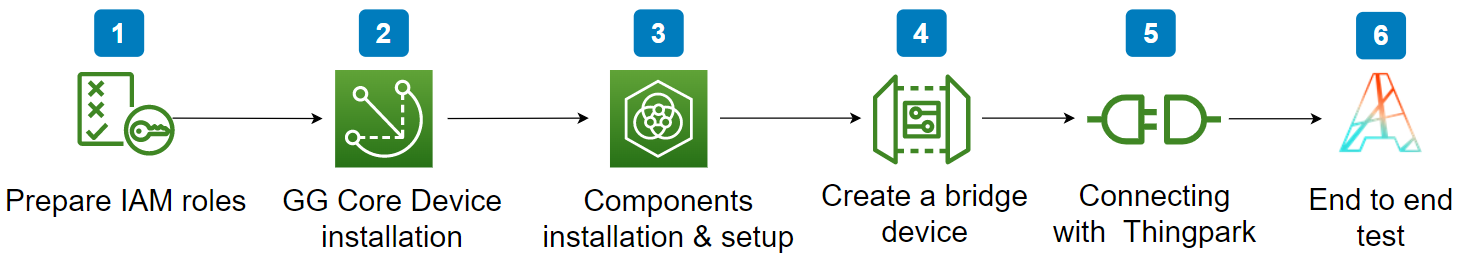 1
2
3
4
5
6
Prepare IAM roles
GG Core Device
installation
Components
installation & setup
Create a bridge
device
Connecting
with Thingpark
End to end
test